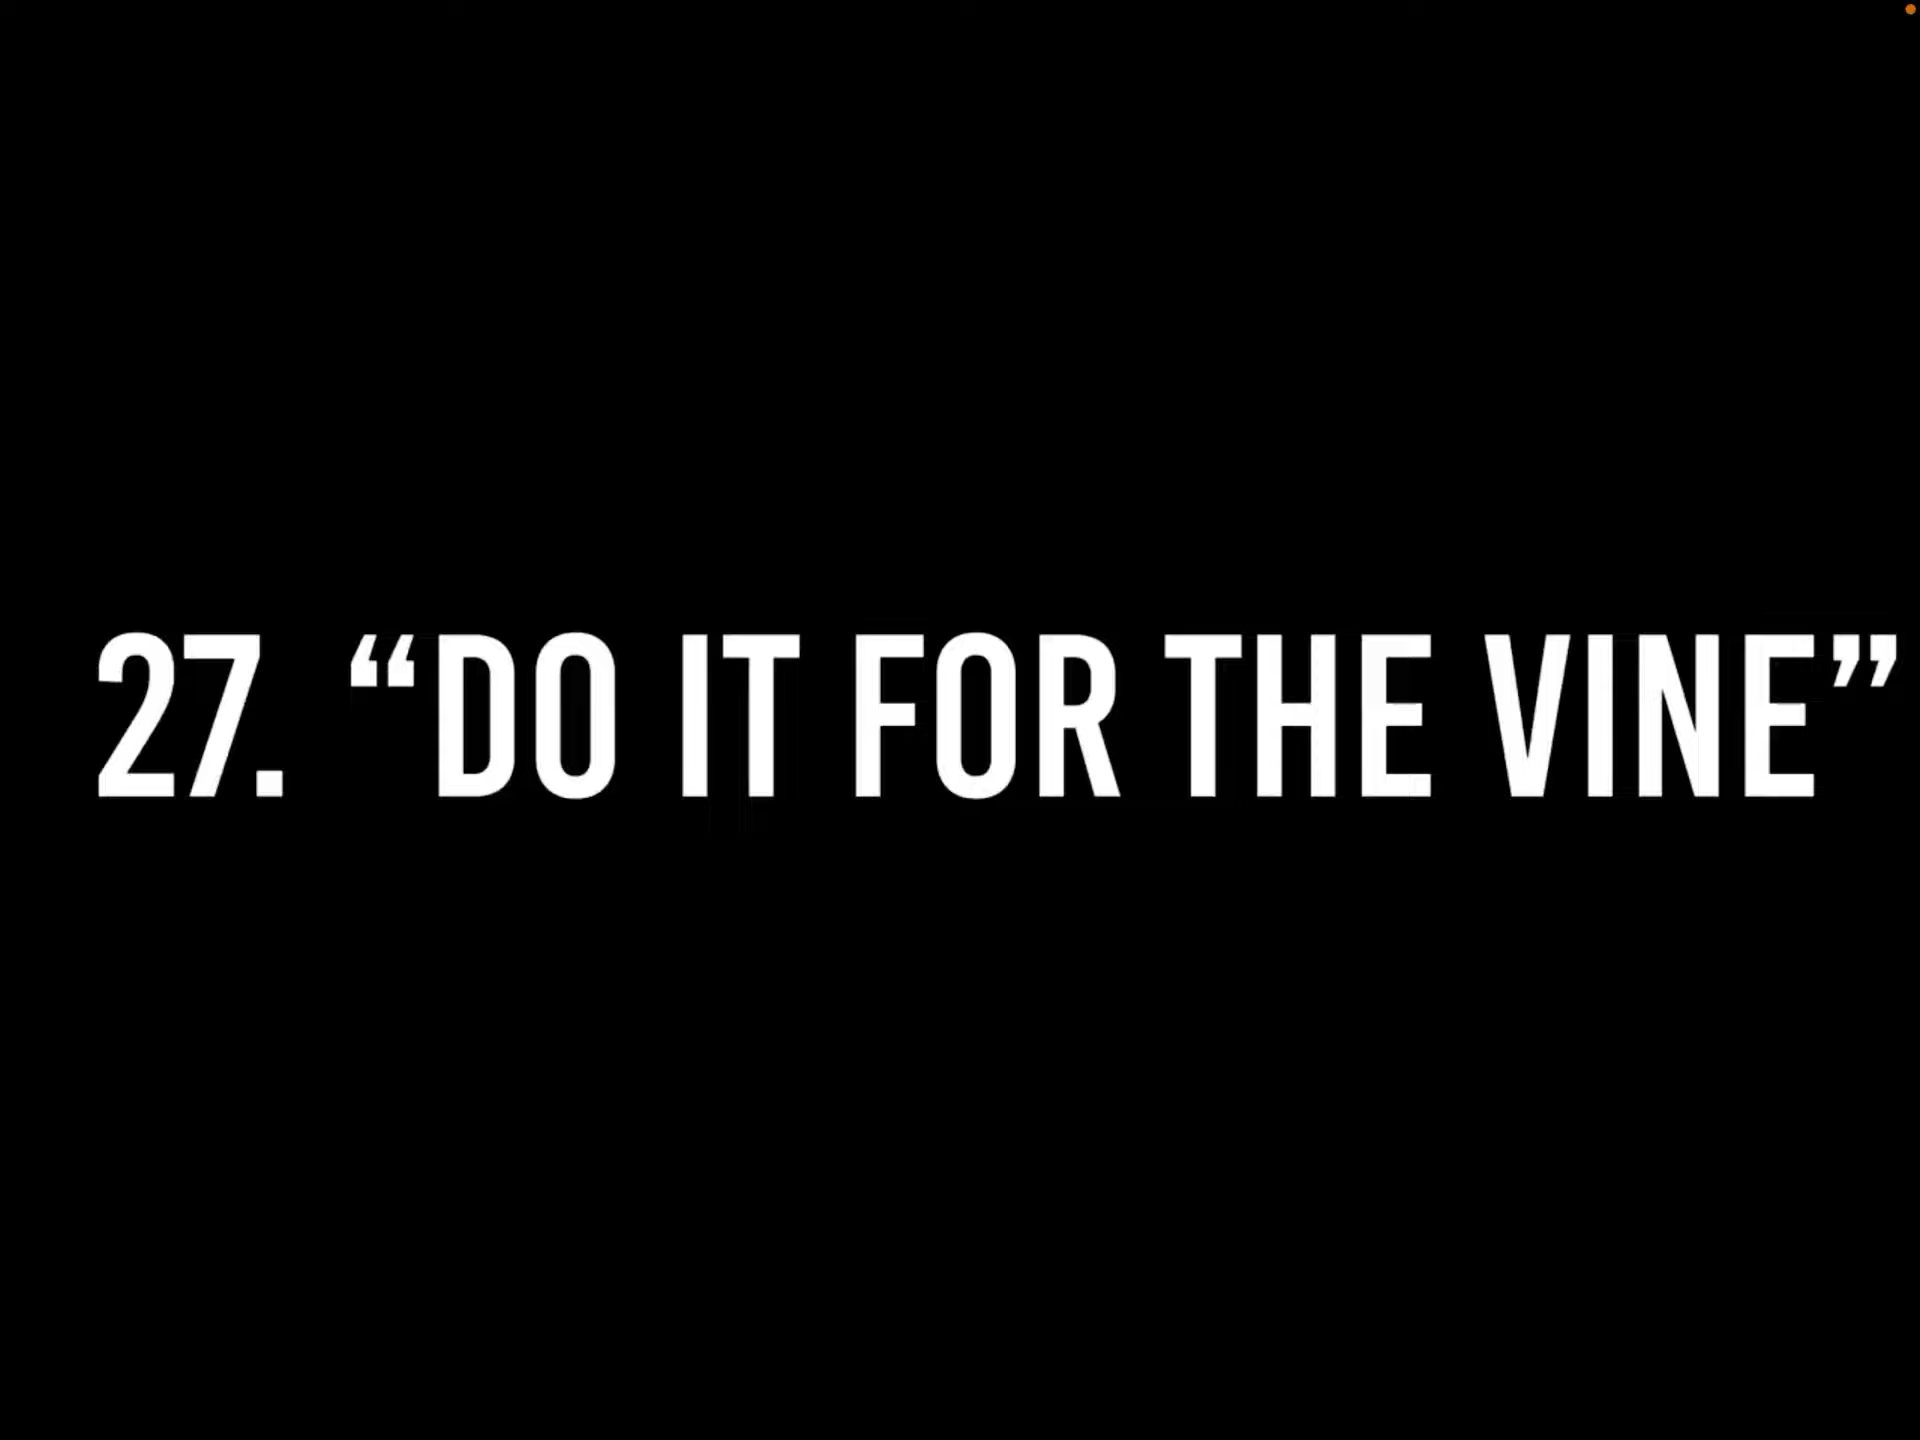 27. “DO IT FOR THE VINE”